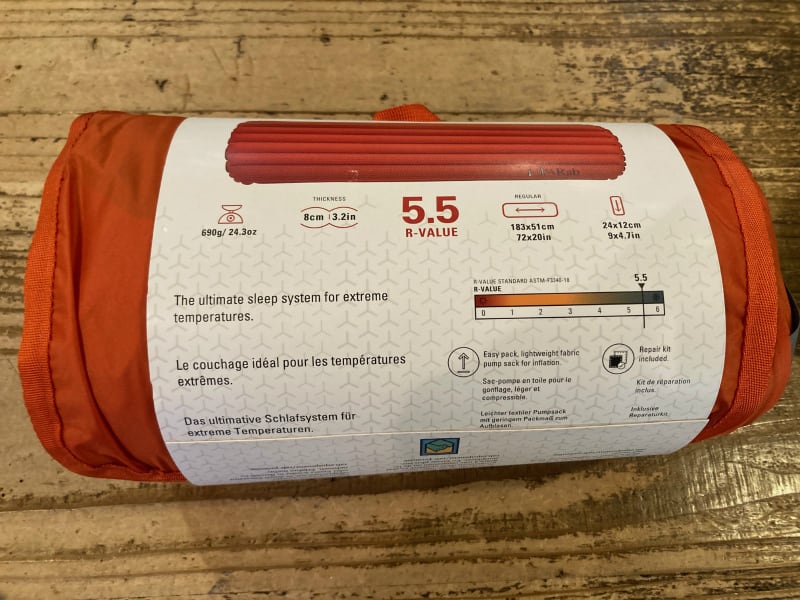 Rab
THICKNESS
REGULAR
690g/ 24.3oz
8cm | 3.2in
5.5
R-VALUE
183x51cm
72x20in
24x12cm
9x4.7in
The ultimate sleep system for extreme
temperatures.
R-VALUE STANDARD ASTM-F3340-18
R-VALUE
5.5
0 1 2 3 4 5 6
Le couchage idéal pour les températures
extrêmes.
Easy pack, lightweight fabric
pump sack for inflation.
Repair kit
included.
Sac-pompe en toile pour le
gonflage, léger et
compressible.
Kit de réparation
inclus.
Das ultimative Schlafsystem für
extreme Temperaturen.
Leichter textiler Pumpsack
mit geringem Packmaß zum
Aufblasen.
Inklusive
Reparaturkit.